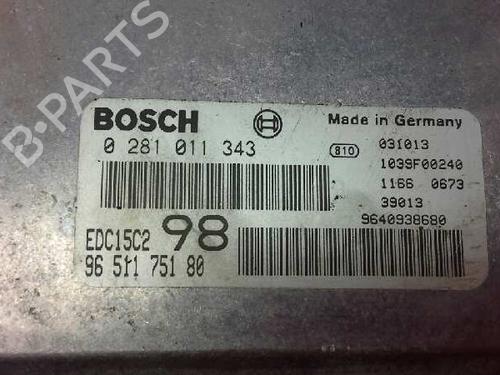 B-PARTS
BOSCH
Made in Germany
0 281 011 343
810
031013
1039F00240
1166 0673
39013
9640938680
EDC15C2 98
96 511 751 80